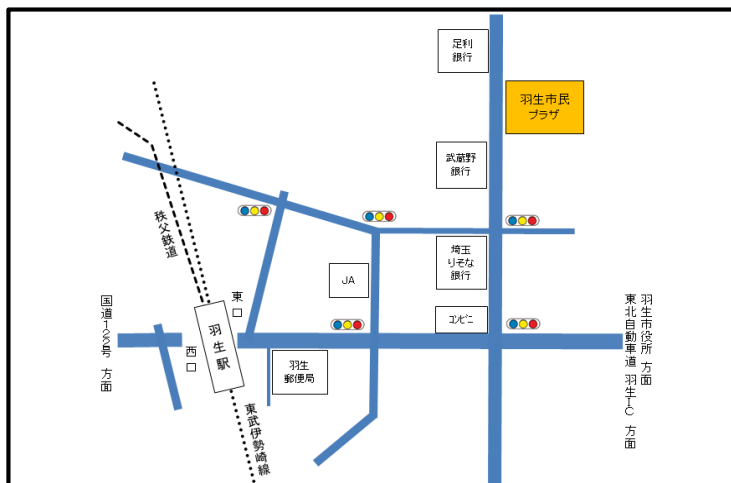 足利
銀行
羽生市民
プラザ
武蔵野
銀行
秩父鉄道
埼玉
りそな
銀行
JA
東口
コンビニ
羽生駅
西口
国道122号 方面
羽生
郵便局
東武伊勢崎線
羽生市役所 方面
東北自動車道 羽生IC 方面